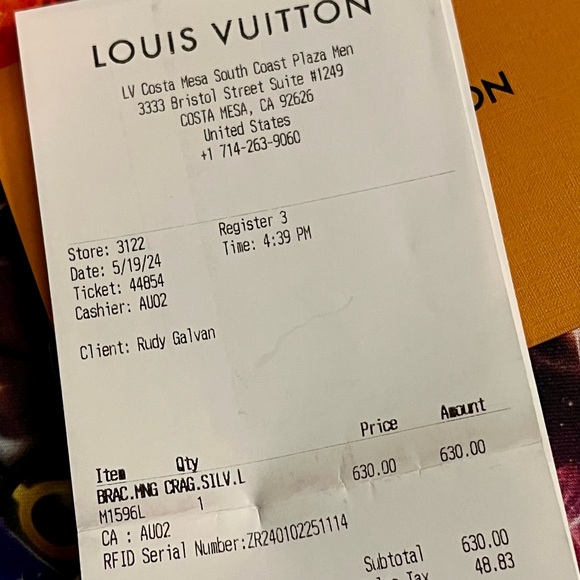 LOUIS VUITTON
LV Costa Mesa South Coast Plaza Men
3333 Bristol Street Suite #1249
COSTA MESA, CA 92626
United States
+1 714-263-9060
ON
Store: 3122 Register 3
Date: 5/19/24 Time: 4:39 PM
Ticket: 44854
Cashier: AU02
Client: Rudy Galvan
Item Qty Price Amount
BRAC.MNG CRAG.SILV.L 630.00 630.00
M1596L 1
CA : AU02
RFID Serial Number:ZR240102251114
Subtotal 630.00
Tax 48.83